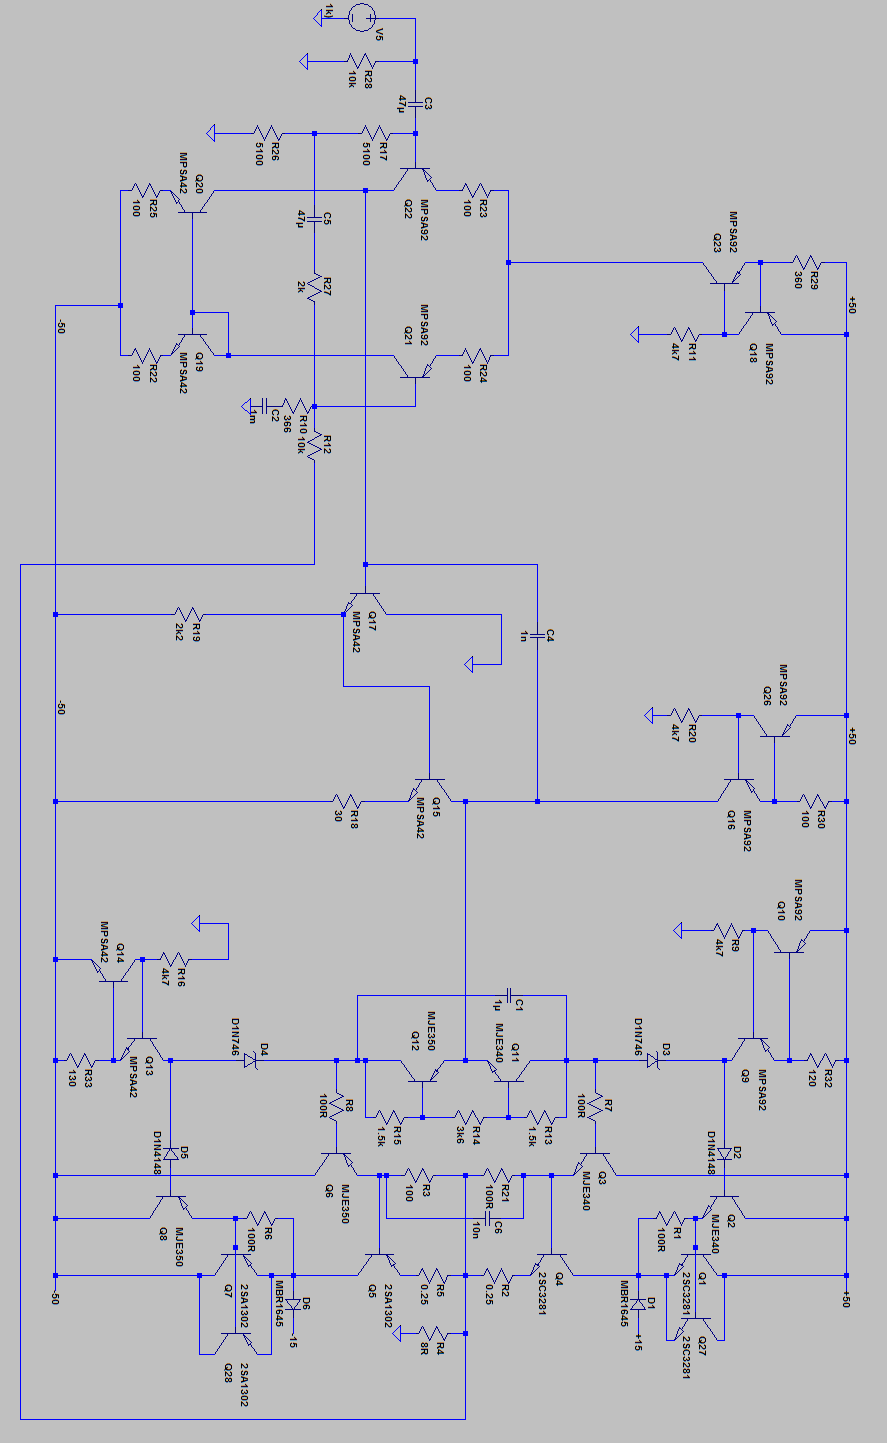 1k)
V5
R28
10k
C3
47µ
R26
5100
R17
5100
Q20
MPSA42
R25
100
C5
47µ
Q22
MPSA92
R23
100
MPSA92
Q23
R29
360
R27
2k
-50
Q19
MPSA42
R22
100
Q21
MPSA92
R24
100
R11
4k7
Q18
MPSA92
+50
C2
1m
R10
366
R12
10k
R19
2k2
Q17
MPSA42
C4
1n
-50
MPSA92
Q26
R20
4k7
+50
R18
30
Q15
MPSA42
Q16
MPSA92
R30
100
MPSA92
Q10
R9
4k7
Q14
MPSA42
R16
4k7
C1
1µ
D4
D1N746
MJE350
Q12
Q11
MJE340
D3
D1N746
R33
130
Q13
MPSA42
Q9
MPSA92
R32
120
R8
100R
R15
1.5k
R14
3k6
R13
1.5k
R7
100R
D5
D1N4148
D2
D1N4148
Q6
MJE350
R3
100
R21
100R
Q3
MJE340
Q8
MJE350
R6
100R
C6
10n
R1
100R
Q2
MJE340
-50
Q7
2SA1302
Q5
2SA1302
R5
0.25
R2
0.25
Q4
2SC3281
Q1
2SC3281
+50
D6
MBR1645
-15
D1
MBR1645
+15
R4
8R
Q28
2SA1302
Q27
2SC3281